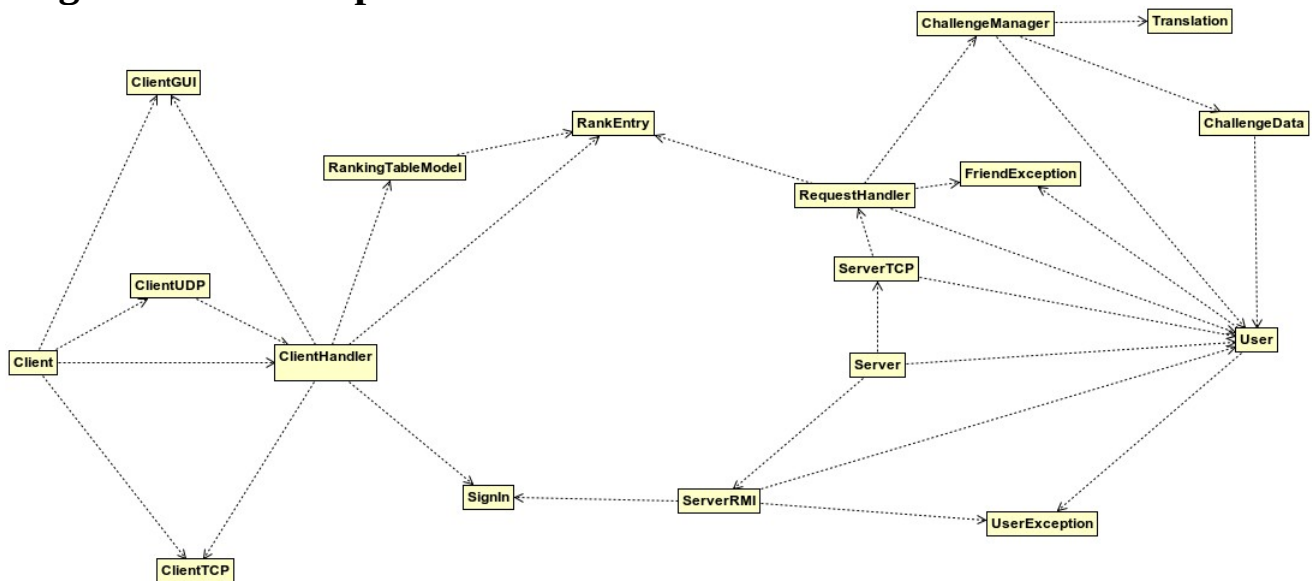 ChallengeManager
Translation
ClientGUI
RankEntry
ChallengeData
RankingTableModel
FriendException
RequestHandler
ServerTCP
ClientUDP
User
Client
ClientHandler
Server
SignIn
ServerRMI
UserException
ClientTCP